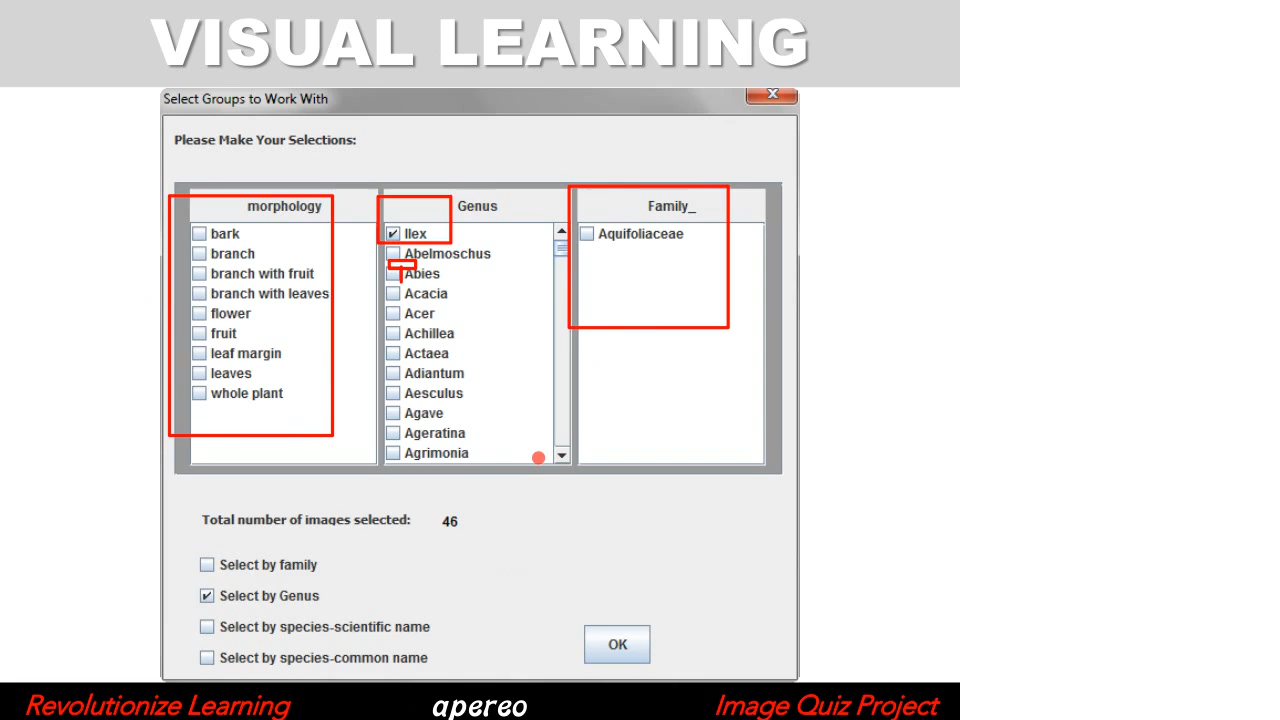 VISUAL LEARNING
Select Groups to Work With
Please Make Your Selections:
morphology
bark
branch
branch with fruit
branch with leaves
flower
fruit
leaf margin
leaves
whole plant
Genus
Ilex
Abelmoschus
Abies
Acacia
Acer
Achillea
Actaea
Adiantum
Aesculus
Agave
Ageratina
Agrimonia
Family_
Aquifoliaceae
Total number of images selected: 46
Select by family
Select by Genus
Select by species-scientific name
Select by species-common name
OK
Revolutionize Learning
apereo
Image Quiz Project